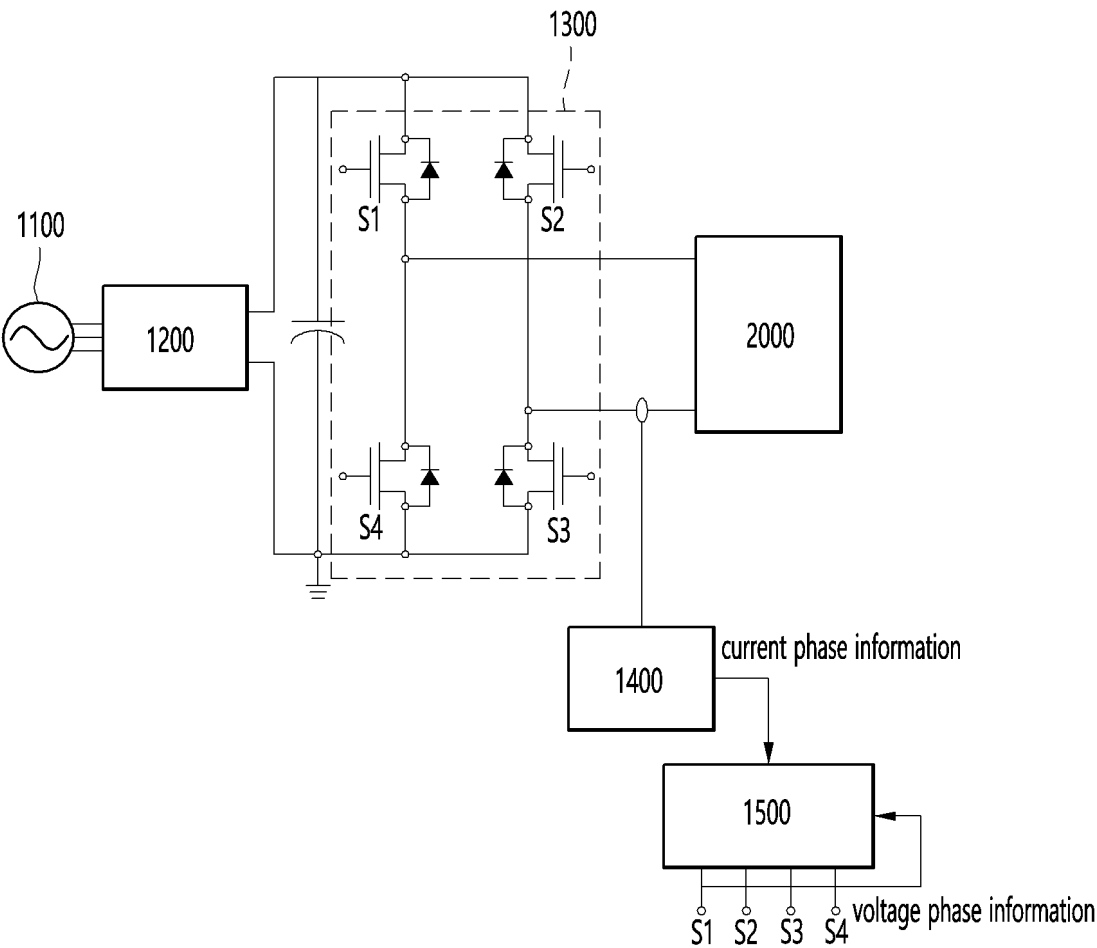 1300
S1
S2
1100
1200
2000
S4
S3
current phase information
1400
1500
voltage phase information
S1 S2 S3 S4